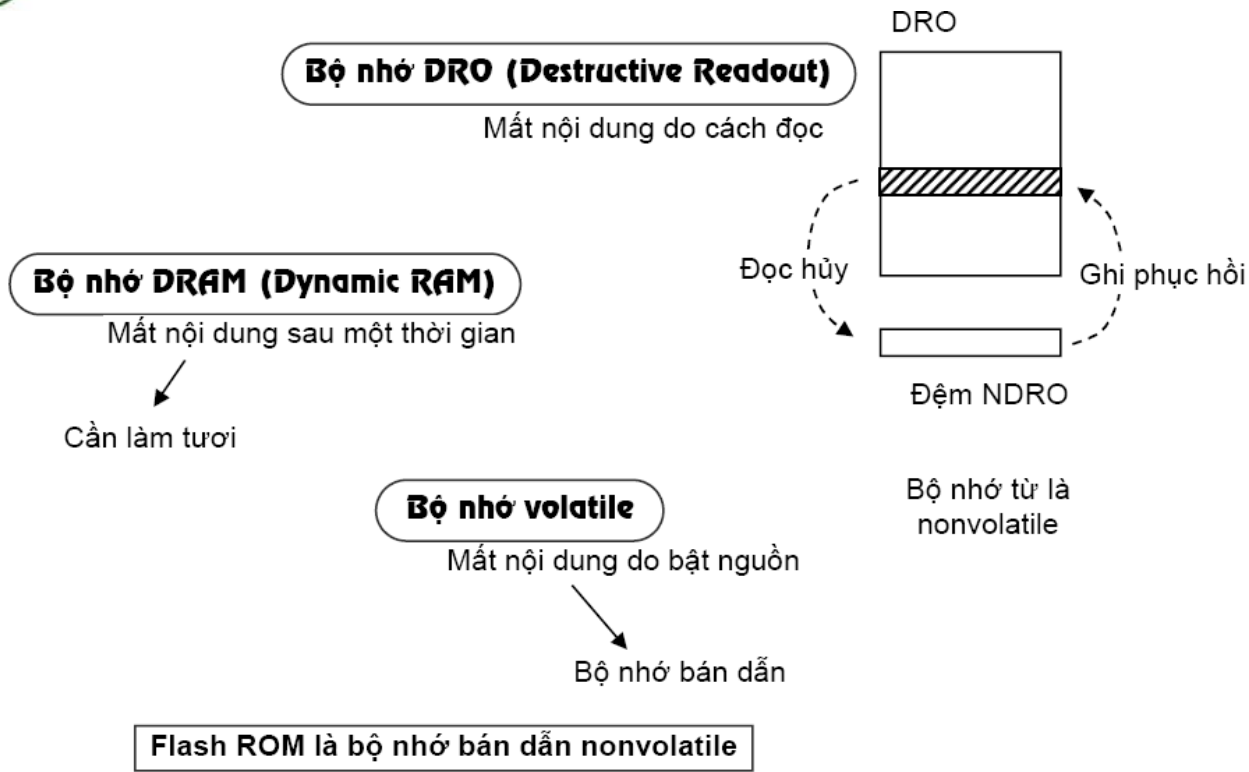 DRO
Bộ nhớ DRO (Destructive Readout)
Mất nội dung do cách đọc
Đọc hủy
Ghi phục hồi
Đệm NDRO
Bộ nhớ từ là
nonvolatile
Bộ nhớ DRAM (Dynamic RAM)
Mất nội dung sau một thời gian
Cần làm tươi
Bộ nhớ volatile
Mất nội dung do bật nguồn
Bộ nhớ bán dẫn
Flash ROM là bộ nhớ bán dẫn nonvolatile